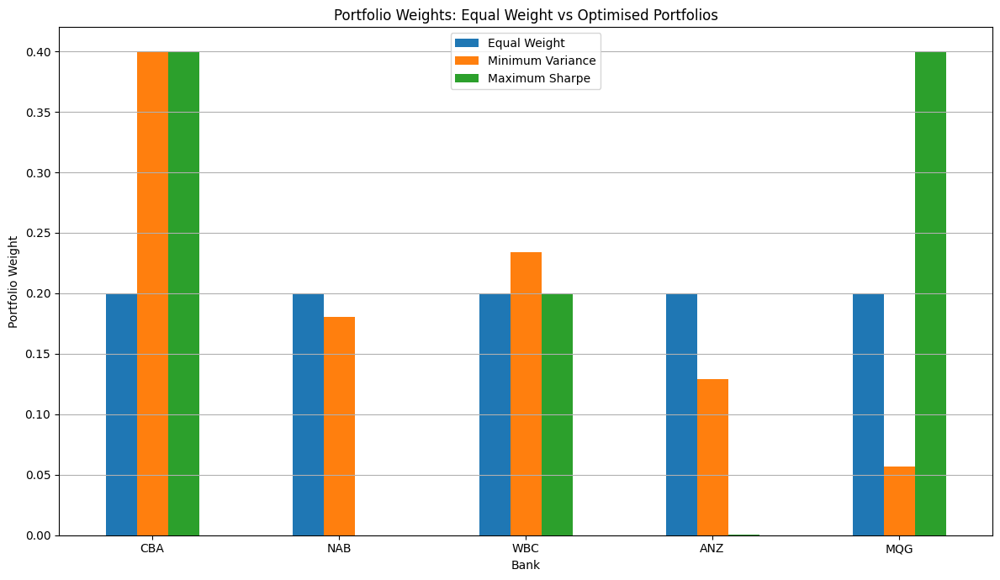 Portfolio Weights: Equal Weight vs Optimised Portfolios
Equal Weight
Minimum Variance
Maximum Sharpe
Portfolio Weight
0.40
0.35
0.30
0.25
0.20
0.15
0.10
0.05
0.00
CBA
NAB
WBC
ANZ
MQG
Bank